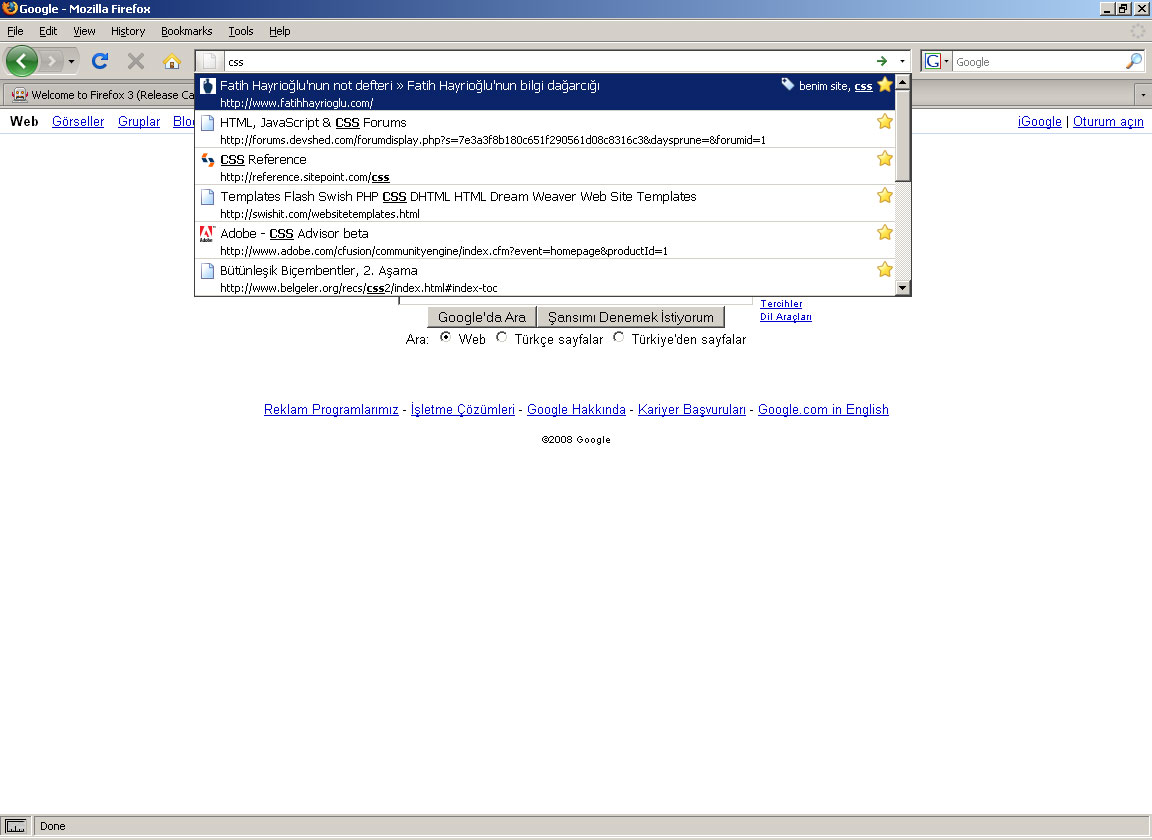 Google - Mozilla Firefox
File Edit View History Bookmarks Tools Help
css
Google
Fatih Hayrioğlu'nun not defteri » Fatih Hayrioğlu'nun bilgi dağarcığı benim site, css
http://www.fatihhayrioglu.com/
Welcome to Firefox 3 (Release Ca
HTML, JavaScript & CSS Forums
http://forums.devshed.com/forumdisplay.php?s=7e3a3f8b180c651f290561d08c8316c3&daysprune=&forumid=1
Web Görseller Gruplar Bloc iGoogle | Oturum açın
CSS Reference
http://reference.sitepoint.com/css
Templates Flash Swish PHP CSS DHTML HTML Dream Weaver Web Site Templates
http://swishit.com/websitetemplates.html
Adobe - CSS Advisor beta
http://www.adobe.com/cfusion/communityengine/index.cfm?event=homepage&productId=1
Bütünleşik Biçembentler, 2. Aşama
http://www.belgeler.org/recs/css2/index.html#index-toc
Tercihler
Google'da Ara Şansımı Denemek İstiyorum Dil Araçları
Ara: Web Türkçe sayfalar Türkiye'den sayfalar
Reklam Programlarımız - İşletme Çözümleri - Google Hakkında - Kariyer Başvuruları - Google.com in English
©2008 Google
Done